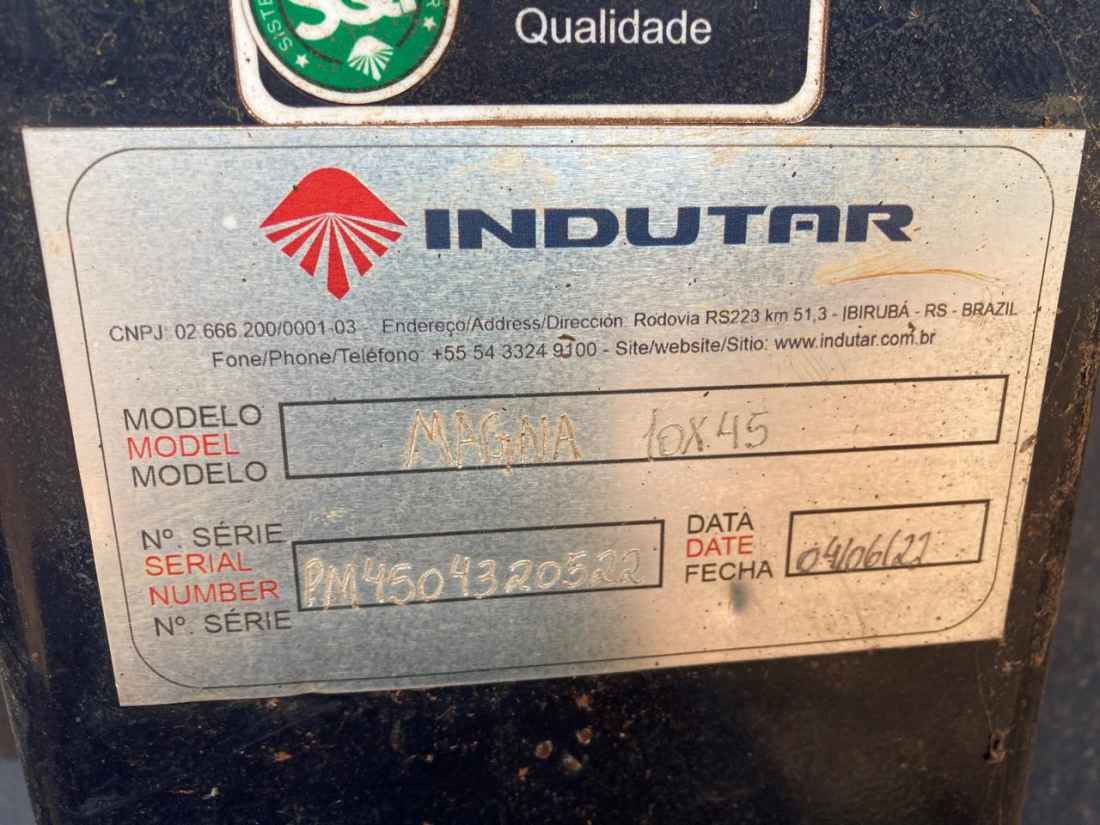 Qualidade
INDUTAR
CNPJ 02.666.200/0001-03 - Endereço/Address/Dirección: Rodovia RS223 km 51,3 - IBIRUBÁ - RS - BRAZIL
Fone/Phone/Teléfono: +55 54 3324 9100 - Site/website/Sitio: www.indutar.com.br
MODELO
MODEL
MODELO
MAGNA 10X45
Nº. SÉRIE
SERIAL
NUMBER
Nº. SÉRIE
PM4504320522
DATA
DATE
FECHA
04/06/22